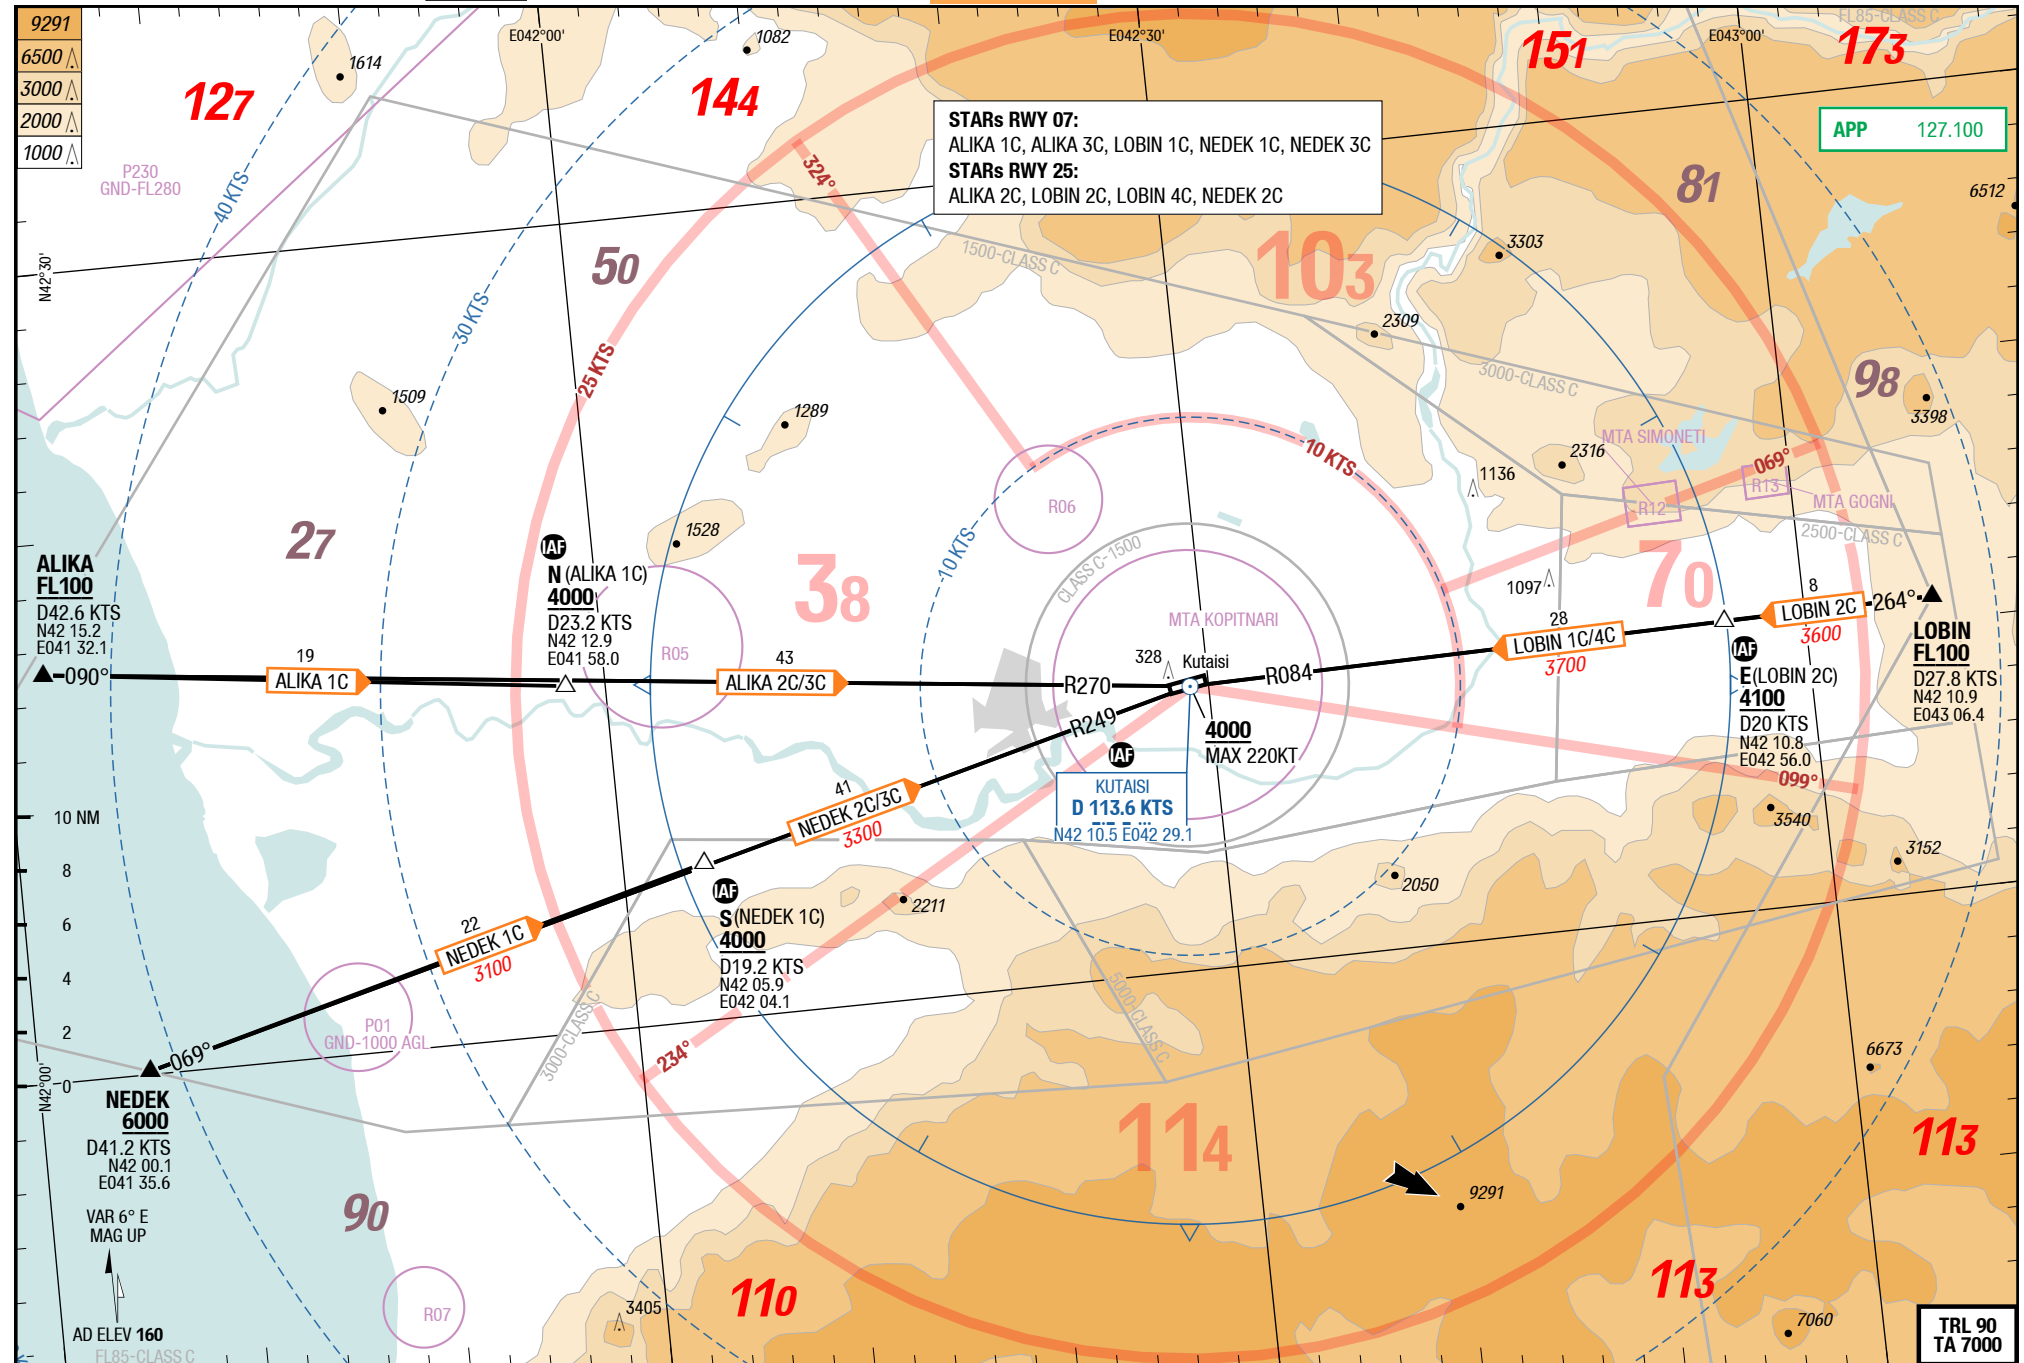 9291
6500
3000
2000
1000
1614
127
P230
GND-FL280
40 KTS
E042°00'
1082
144
E042°30'
FL85-CLASS C
151
E043°00'
173
STARs RWY 07:
ALIKA 1C, ALIKA 3C, LOBIN 1C, NEDEK 1C, NEDEK 3C
STARs RWY 25:
ALIKA 2C, LOBIN 2C, LOBIN 4C, NEDEK 2C
APP 127.100
324°
81
6512
N42°30'
50
30 KTS
25 KTS
1500-CLASS C
103
3303
2309
3000-CLASS C
98
3398
1509
1289
10 KTS
MTA SIMONETI
2316
069°
1136
R12
R13
MTA GOGNI
2500-CLASS C
R06
1528
27
38
10 KTS
CLASS C-1500
70
1097
ALIKA
FL100
D42.6 KTS
N42 15.2
E041 32.1
090°
19
ALIKA 1C
IAF
N (ALIKA 1C)
4000
D23.2 KTS
N42 12.9
E041 58.0
R05
43
ALIKA 2C/3C
MTA KOPITNARI
328
Kutaisi
R270
R084
R249
28
LOBIN 1C/4C
3700
8
LOBIN 2C
3600
264°
LOBIN
FL100
D27.8 KTS
N42 10.9
E043 06.4
IAF
E (LOBIN 2C)
4100
D20 KTS
N42 10.8
E042 56.0
099°
4000
MAX 220KT
IAF
KUTAISI
D 113.6 KTS
N42 10.5 E042 29.1
41
NEDEK 2C/3C
3300
3540
3152
2050
2211
10 NM
8
6
4
2
0
22
NEDEK 1C
3100
IAF
S (NEDEK 1C)
4000
D19.2 KTS
N42 05.9
E042 04.1
P01
GND-1000 AGL
3000-CLASS C
5000-CLASS C
234°
069°
N42°00'
NEDEK
6000
D41.2 KTS
N42 00.1
E041 35.6
6673
114
113
9291
90
VAR 6° E
MAG UP
R07
110
3405
113
7060
AD ELEV 160
FL85-CLASS C
TRL 90
TA 7000